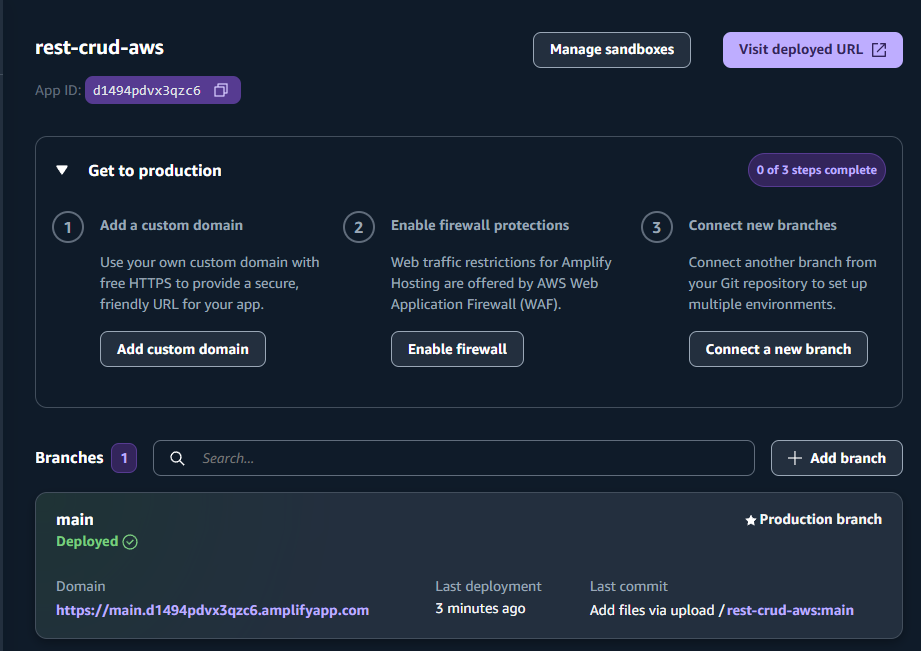 rest-crud-aws
Manage sandboxes
Visit deployed URL
App ID: d1494pdvx3qzc6
Get to production
0 of 3 steps complete
1
Add a custom domain
Use your own custom domain with
free HTTPS to provide a secure,
friendly URL for your app.
Add custom domain
2
Enable firewall protections
Web traffic restrictions for Amplify
Hosting are offered by AWS Web
Application Firewall (WAF).
Enable firewall
3
Connect new branches
Connect another branch from
your Git repository to set up
multiple environments.
Connect a new branch
Branches 1
Search...
Add branch
main
Production branch
Deployed
Domain
https://main.d1494pdvx3qzc6.amplifyapp.com
Last deployment
3 minutes ago
Last commit
Add files via upload / rest-crud-aws:main